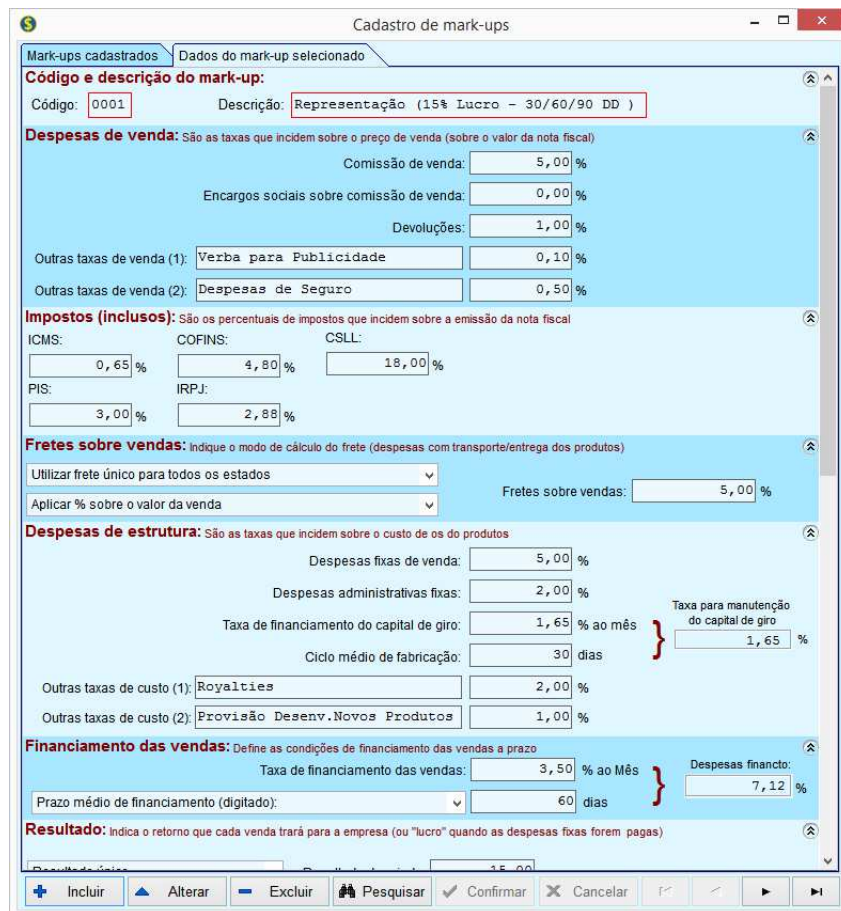 Cadastro de mark-ups
Mark-ups cadastrados Dados do mark-up selecionado
Código e descrição do mark-up:
Código: 0001 Descrição: Representação (15% Lucro - 30/60/90 DD )
Despesas de venda: São as taxas que incidem sobre o preço de venda (sobre o valor da nota fiscal)
Comissão de venda: 5,00 %
Encargos sociais sobre comissão de venda: 0,00 %
Devoluções: 1,00 %
Outras taxas de venda (1): Verba para Publicidade 0,10 %
Outras taxas de venda (2): Despesas de Seguro 0,50 %
Impostos (inclusos): São os percentuais de impostos que incidem sobre a emissão da nota fiscal
ICMS: COFINS: CSLL:
0,65 % 4,80 % 18,00 %
PIS: IRPJ:
3,00 % 2,88 %
Fretes sobre vendas: Indique o modo de cálculo do frete (despesas com transporte/entrega dos produtos)
Utilizar frete único para todos os estados
Fretes sobre vendas: 5,00 %
Aplicar % sobre o valor da venda
Despesas de estrutura: São as taxas que incidem sobre o custo de os do produtos
Despesas fixas de venda: 5,00 %
Despesas administrativas fixas: 2,00 %
Taxa para manutenção
do capital de giro
Taxa de financiamento do capital de giro: 1,65 % ao mês
1,65 %
Ciclo médio de fabricação: 30 dias
Outras taxas de custo (1): Royalties 2,00 %
Outras taxas de custo (2): Provisão Desenv.Novos Produtos 1,00 %
Financiamento das vendas: Define as condições de financiamento das vendas a prazo
Taxa de financiamento das vendas: 3,50 % ao Mês
Despesas financto:
7,12 %
Prazo médio de financiamento (digitado): 60 dias
Resultado: Indica o retorno que cada venda trará para a empresa (ou "lucro" quando as despesas fixas forem pagas)
Resultado único 15,00
Incluir Alterar Excluir Pesquisar Confirmar Cancelar